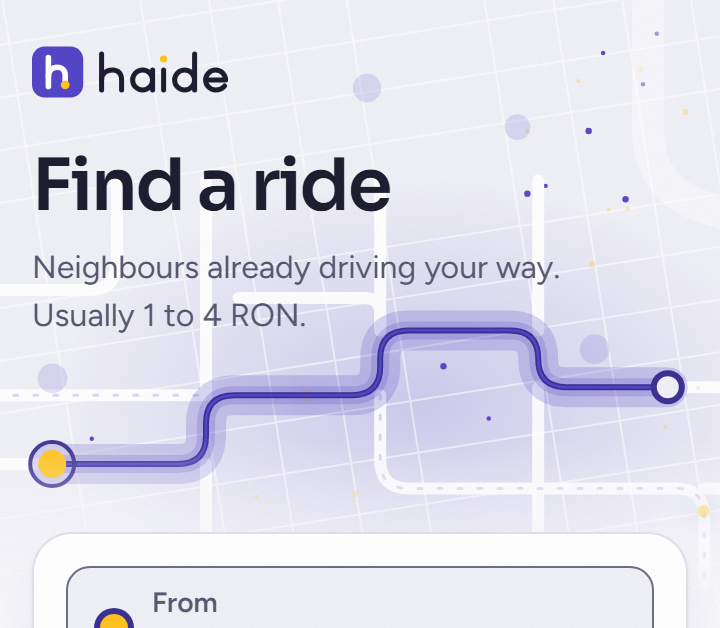 h haide
Find a ride
Neighbours already driving your way.
Usually 1 to 4 RON.
From